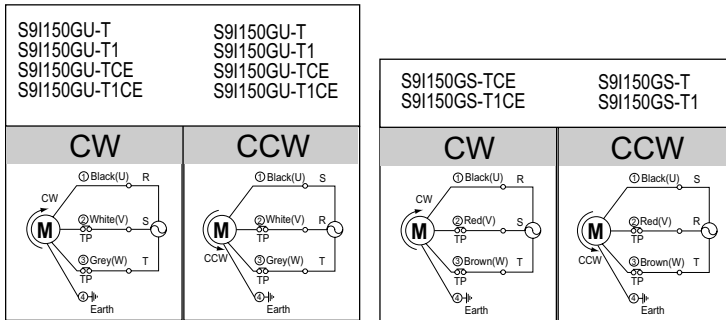 S9I150GU-T S9I150GU-T
S9I150GU-T1 S9I150GU-T1
S9I150GU-TCE S9I150GU-TCE
S9I150GU-T1CE S9I150GU-T1CE
CW CCW
①Black(U) R ①Black(U) S
CW
②White(V) S ②White(V) R
M M
TP TP
③Grey(W) T CCW ③Grey(W) T
TP TP
④ ④
Earth Earth
S9I150GS-TCE S9I150GS-T
S9I150GS-T1CE S9I150GS-T1
CW CCW
①Black(U) R ①Black(U) S
CW
②Red(V) S ②Red(V) R
M M
TP TP
③Brown(W) T CCW ③Brown(W) T
TP TP
④ ④
Earth Earth